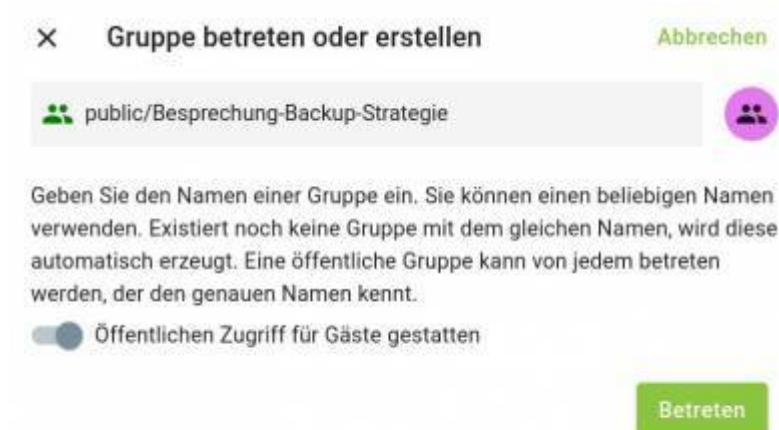 Gruppe betreten oder erstellen
Abbrechen
public/Besprechung-Backup-Strategie
Geben Sie den Namen einer Gruppe ein. Sie können einen beliebigen Namen
verwenden. Existiert noch keine Gruppe mit dem gleichen Namen, wird diese
automatisch erzeugt. Eine öffentliche Gruppe kann von jedem betreten
werden, der den genauen Namen kennt.
Öffentlichen Zugriff für Gäste gestatten
Betreten